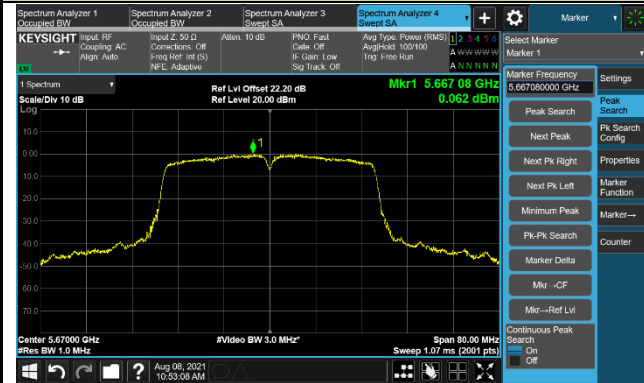 Spectrum Analyzer 1
Occupied BW
Spectrum Analyzer 2
Occupied BW
Spectrum Analyzer 3
Swept SA
Spectrum Analyzer 4
Swept SA
Marker
KEYSIGHT
Input: RF
Coupling: AC
Align: Auto
Input Z: 50 Ω
Corrections: Off
Freq Ref: Int (S)
NFE: Adaptive
Atten: 10 dB
PNO: Fast
Gate: Off
IF Gain: Low
Sig Track: Off
Avg Type: Power (RMS)
Avg|Hold: 100/100
Trig: Free Run
1 2 3 4 5 6
A W W W W W
A N N N N N
Select Marker
Marker 1
1 Spectrum
Scale/Div 10 dB
Log
Ref Lvl Offset 22.20 dB
Ref Level 20.00 dBm
Mkr1 5.667 08 GHz
0.062 dBm
Marker Frequency
5.667080000 GHz
Settings
Peak Search
Next Peak
Next Pk Right
Next Pk Left
Minimum Peak
Pk-Pk Search
Marker Delta
Mkr→CF
Mkr→Ref Lvl
Continuous Peak
Search
On
Off
Peak
Search
Pk Search
Config
Properties
Marker
Function
Marker→
Counter
10.0
0.00
10.0
20.0
30.0
40.0
50.0
60.0
70.0
1
Center 5.67000 GHz
#Res BW 1.0 MHz
#Video BW 3.0 MHz*
Span 80.00 MHz
Sweep 1.07 ms (2001 pts)
Aug 08, 2021
10:53:08 AM